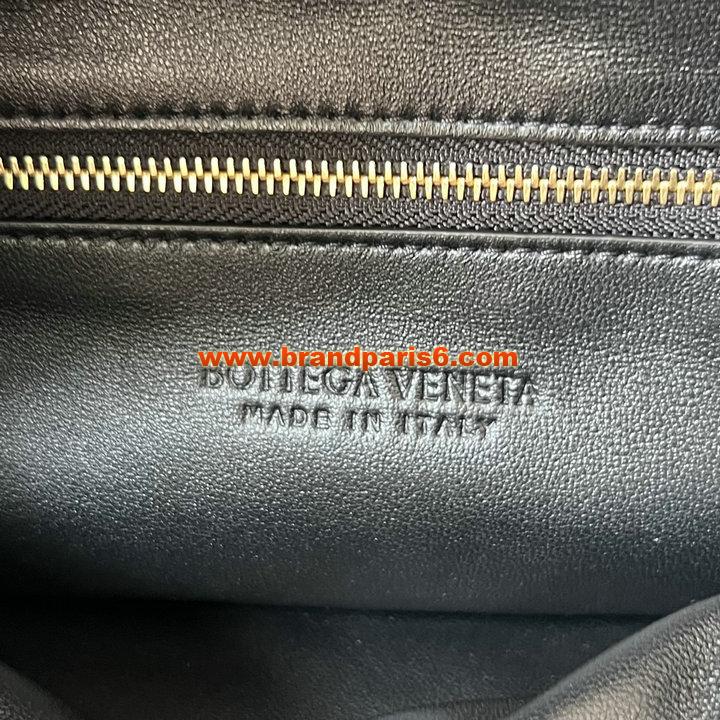 www.brandparis6.com
BOTTEGA VENETA
MADE IN ITALY